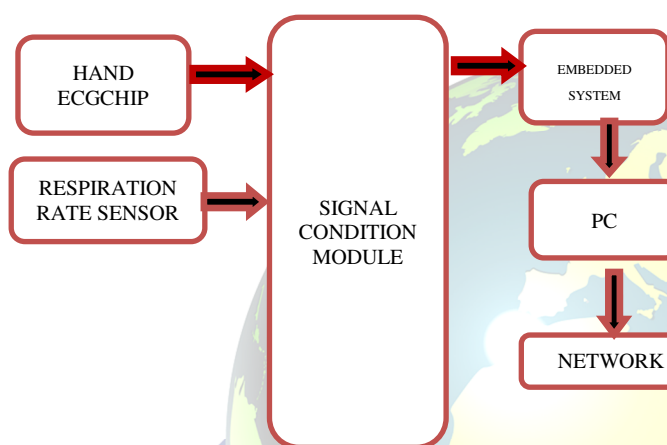 HAND
ECGCHIP
RESPIRATION
RATE SENSOR
SIGNAL
CONDITION
MODULE
EMBEDDED
SYSTEM
PC
NETWORK